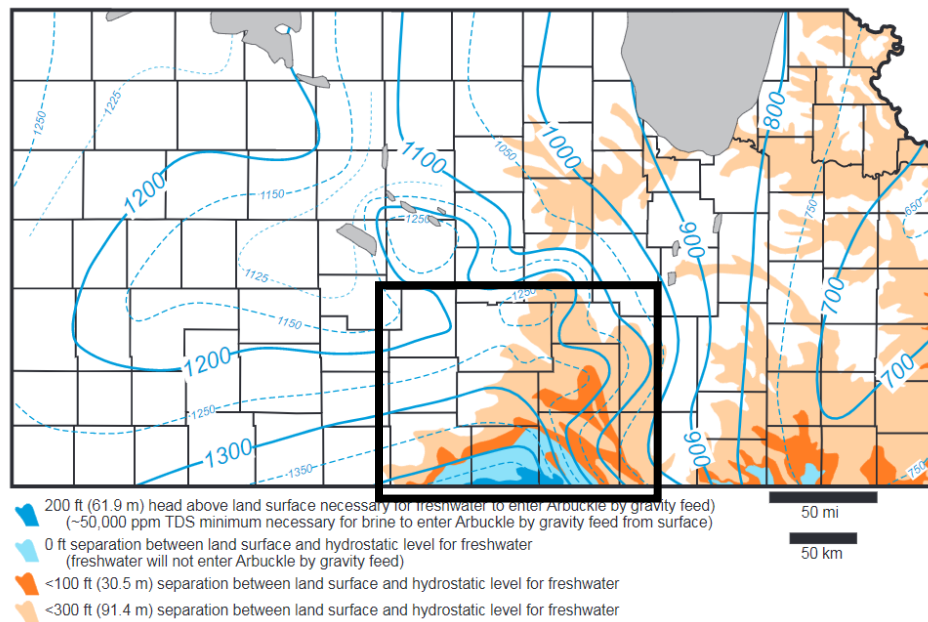 1250
1225
1200
1150
1125
1150
1200
1250
1300
1350
1100
1250
1250
1050
1000
900
800
750
700
650
700
900
750
200 ft (61.9 m) head above land surface necessary for freshwater to enter Arbuckle by gravity feed)
(~50,000 ppm TDS minimum necessary for brine to enter Arbuckle by gravity feed from surface)
0 ft separation between land surface and hydrostatic level for freshwater
(freshwater will not enter Arbuckle by gravity feed)
<100 ft (30.5 m) separation between land surface and hydrostatic level for freshwater
<300 ft (91.4 m) separation between land surface and hydrostatic level for freshwater
50 mi
50 km